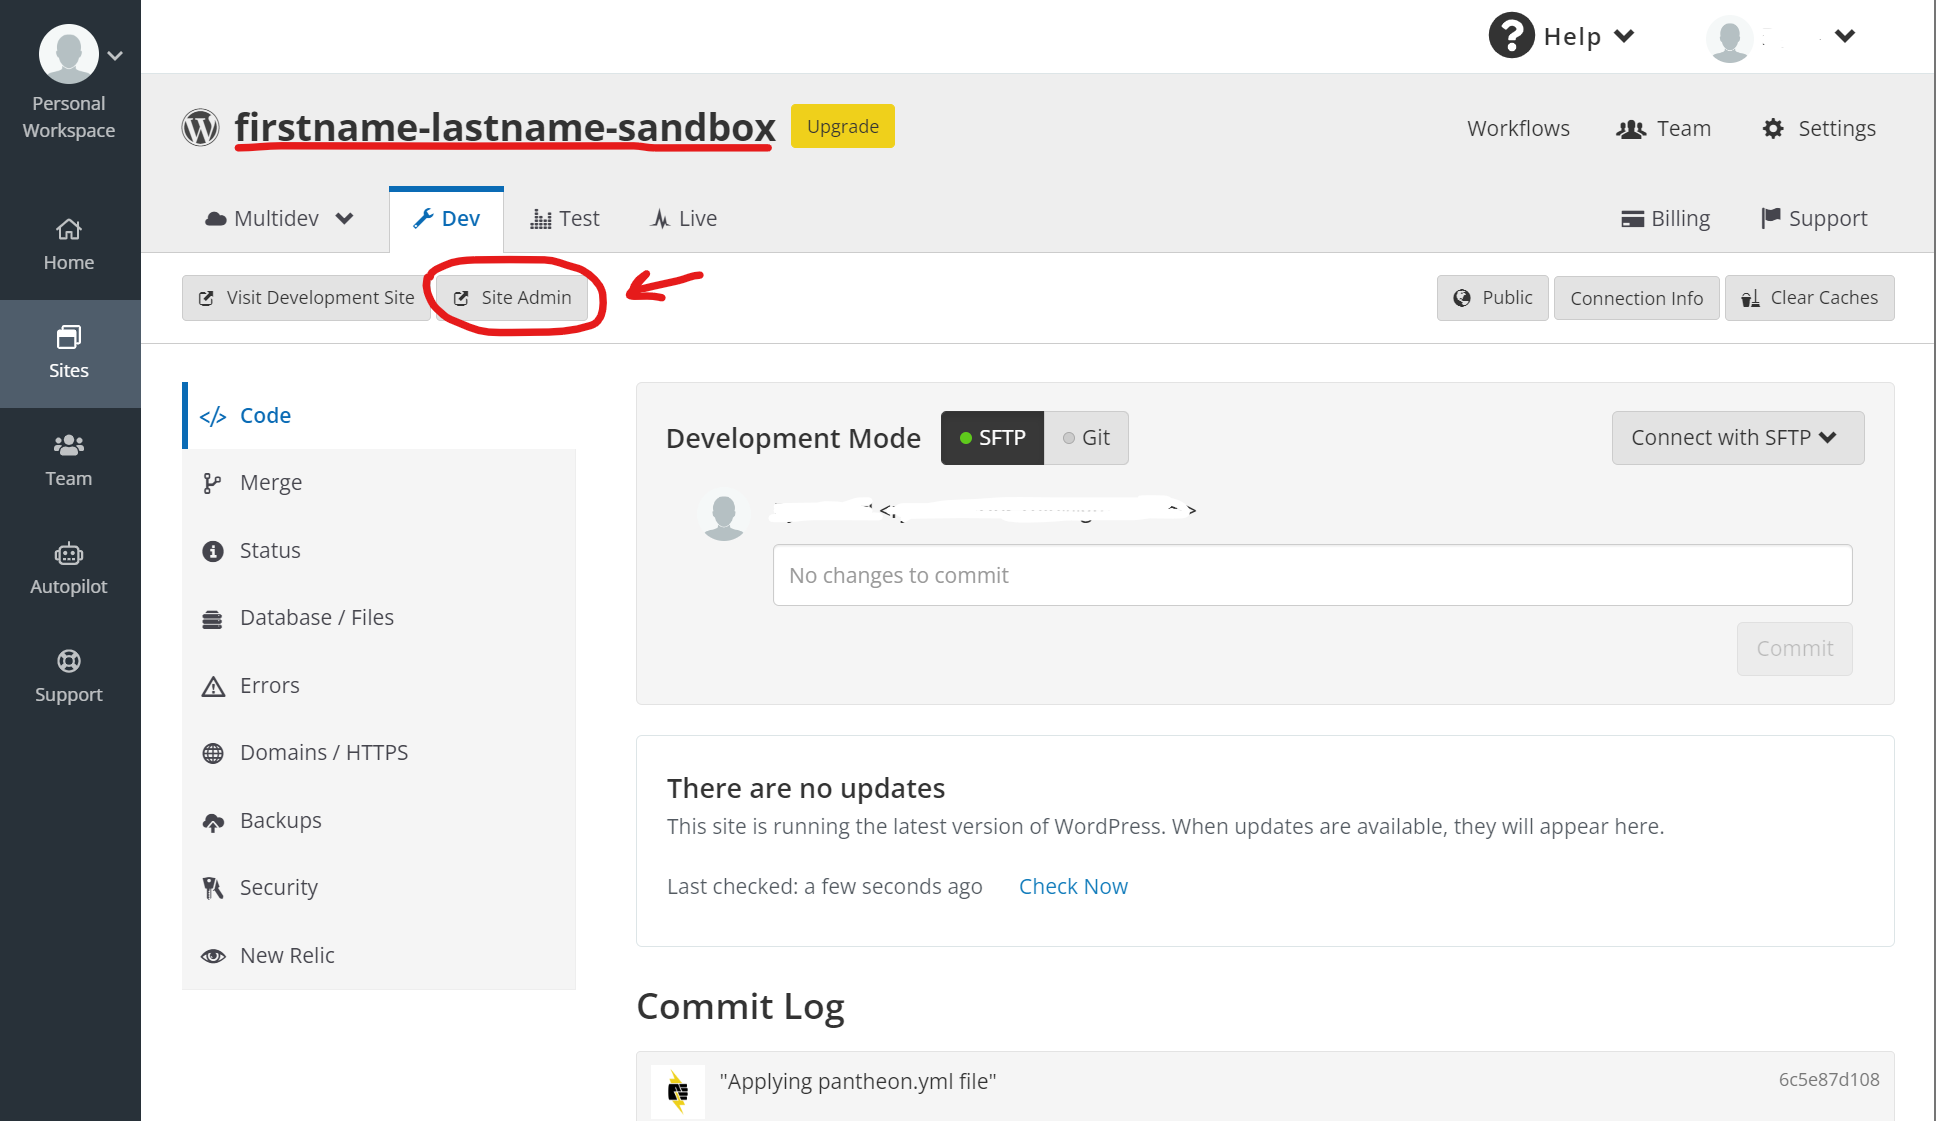 Personal
Workspace
Home
Sites
Team
Autopilot
Support
? Help
firstname-lastname-sandbox
Upgrade
Workflows
Team
Settings
Multidev
Dev
Test
Live
Billing
Support
Visit Development Site
Site Admin
Public
Connection Info
Clear Caches
</> Code
Merge
Status
Database / Files
Errors
Domains / HTTPS
Backups
Security
New Relic
Development Mode
SFTP
Git
Connect with SFTP
No changes to commit
Commit
There are no updates
This site is running the latest version of WordPress. When updates are available, they will appear here.
Last checked: a few seconds ago Check Now
Commit Log
"Applying pantheon.yml file"
6c5e87d108